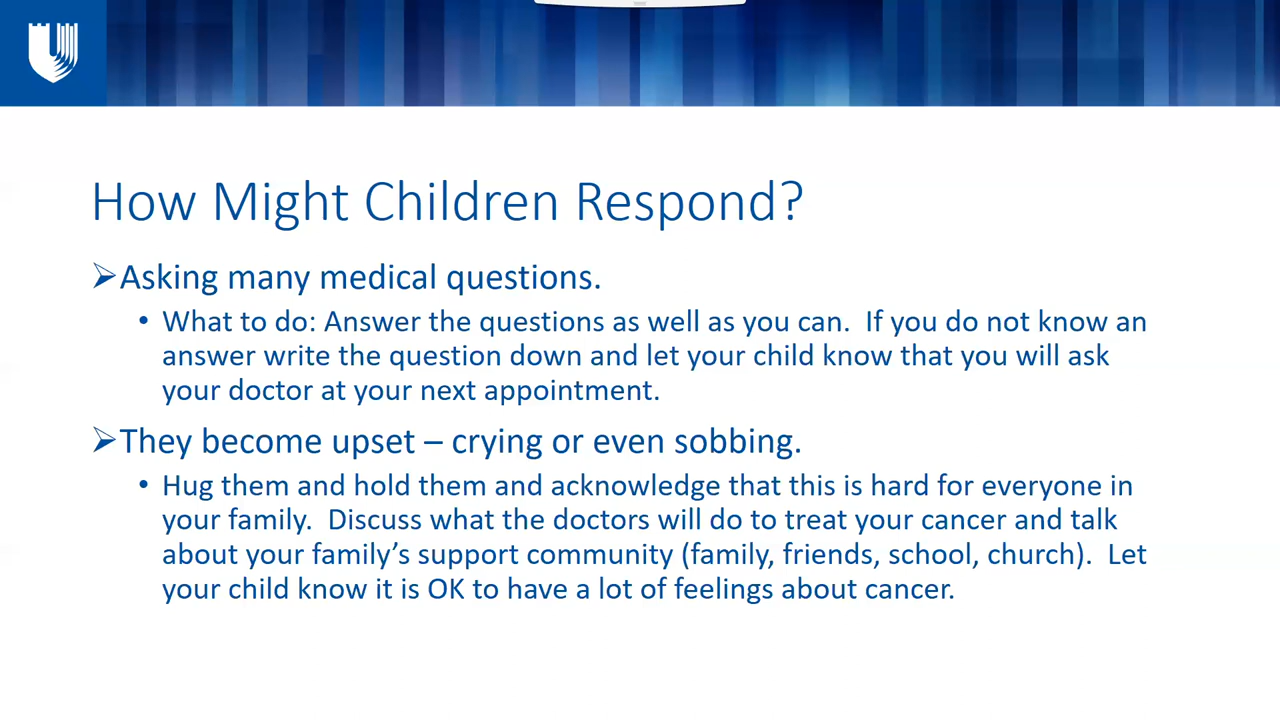 How Might Children Respond?
➢Asking many medical questions.
• What to do: Answer the questions as well as you can.  If you do not know an
answer write the question down and let your child know that you will ask
your doctor at your next appointment.
➢They become upset – crying or even sobbing.
• Hug them and hold them and acknowledge that this is hard for everyone in
your family.  Discuss what the doctors will do to treat your cancer and talk
about your family’s support community (family, friends, school, church).  Let
your child know it is OK to have a lot of feelings about cancer.